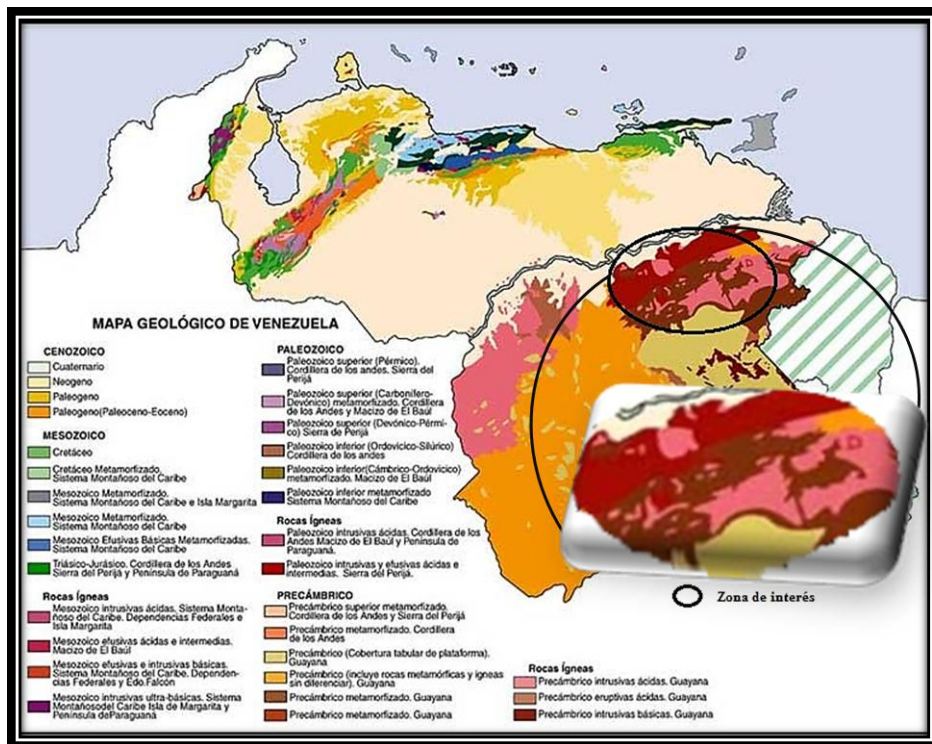 MAPA GEOLÓGICO DE VENEZUELA
CENOZOICO
Cuaternario
Neogeno
Paleogeno
Paleogeno(Paleoceno-Eoceno)
MESOZOICO
Cretáceo
Cretáceo Metamorfizado.
Sistema Montañoso del Caribe
Mesozoico Metamorfizado.
Sistema Montañoso del Caribe e Isla Margarita
Mesozoico Metamorfizado.
Sistema Montañoso del Caribe
Mesozoico Efusivas Básicas Metamorfizadas.
Sistema Montañoso del Caribe
Triásico-Jurásico. Cordillera de los Andes
Sierra del Perijá y Península de Paraguaná
Rocas Ígneas
Mesozoico intrusivas ácidas. Sistema Monta-
ñoso del Caribe. Dependencias Federales e
Isla Margarita
Mesozoico efusivas ácidas e intermedias.
Macizo de El Baúl
Mesozoico efusivas e intrusivas básicas.
Sistema Montañoso del Caribe. Dependen-
cias Federales y Edo.Falcón
Mesozoico intrusivas ultra-básicas. Sistema
Montañosodel Caribe Isla de Margarita y
Península deParaguaná
PALEOZOICO
Paleozoico superior (Pérmico).
Cordillera de los andes. Sierra del
Perijá
Paleozoico superior (Carbonífero-
Devónico) metamorfizado. Cordillera
de los Andes y Macizo de El Baúl
Paleozoico superior (Devónico-Pérmi-
co) Sierra de Perijá
Paleozoico inferior (Ordovicico-Silúrico)
Cordillera de los andes
Paleozoico inferior(Cámbrico-Ordovicico)
metamorfizado. Macizo de El Baúl
Paleozoico inferior metamorfizado
Sistema Montañoso del Caribe
Rocas Ígneas
Paleozoico intrusivas ácidas. Cordillera de los
Andes Macizo de El Baúl y Península de
Paraguaná.
Paleozoico intrusivas y efusivas ácidas e
intermedias. Sierra del Perijá.
PRECÁMBRICO
Precámbrico superior metamorfizado.
Cordillera de los Andes y Sierra del Perijá
Precámbrico metamorfizado. Cordillera
de los Andes
Precámbrico (Cobertura tabular de plataforma).
Guayana
Precámbrico (incluye rocas metamórficas y igneas
sin diferenciar). Guayana
Precámbrico metamorfizado. Guayana
Precámbrico metamorfizado. Guayana
Rocas Ígneas
Precámbrico intrusivas ácidas. Guayana
Precámbrico eruptivas ácidas. Guayana
Precámbrico intrusivas básicas. Guayana
Zona de interés